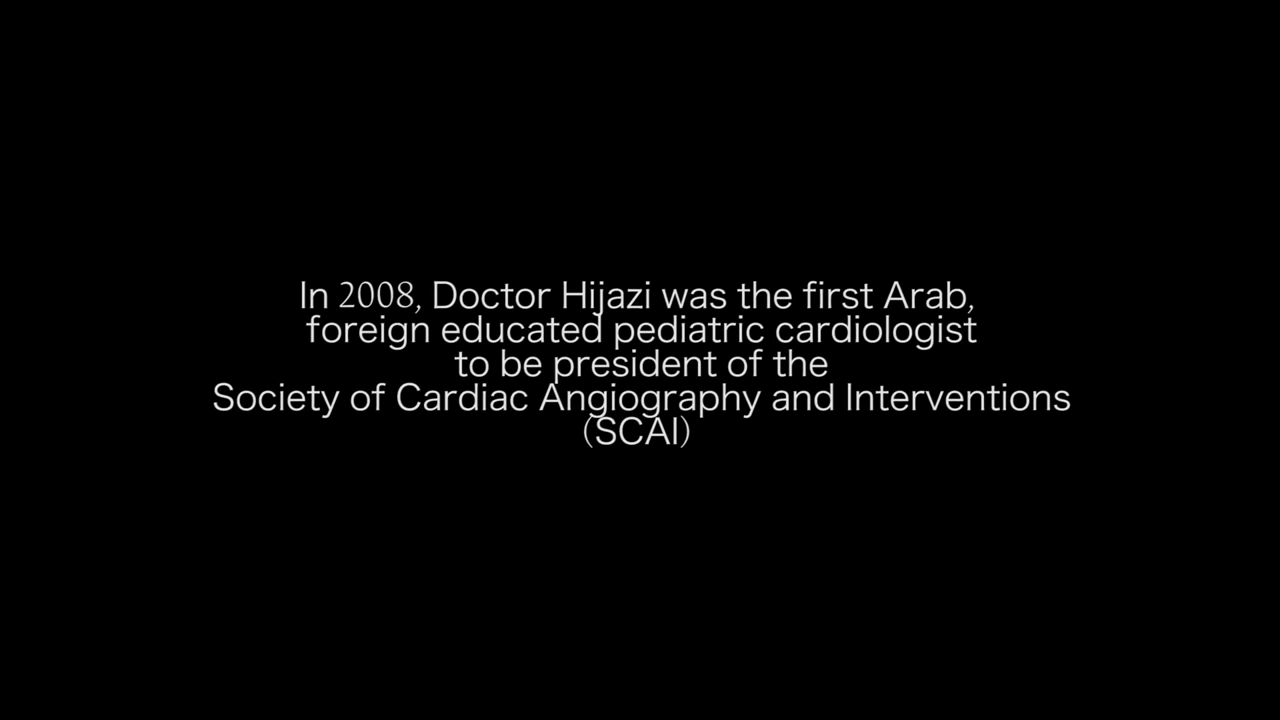 In 2008, Doctor Hijazi was the first Arab,
foreign educated pediatric cardiologist
to be president of the
Society of Cardiac Angiography and Interventions
(SCAI)